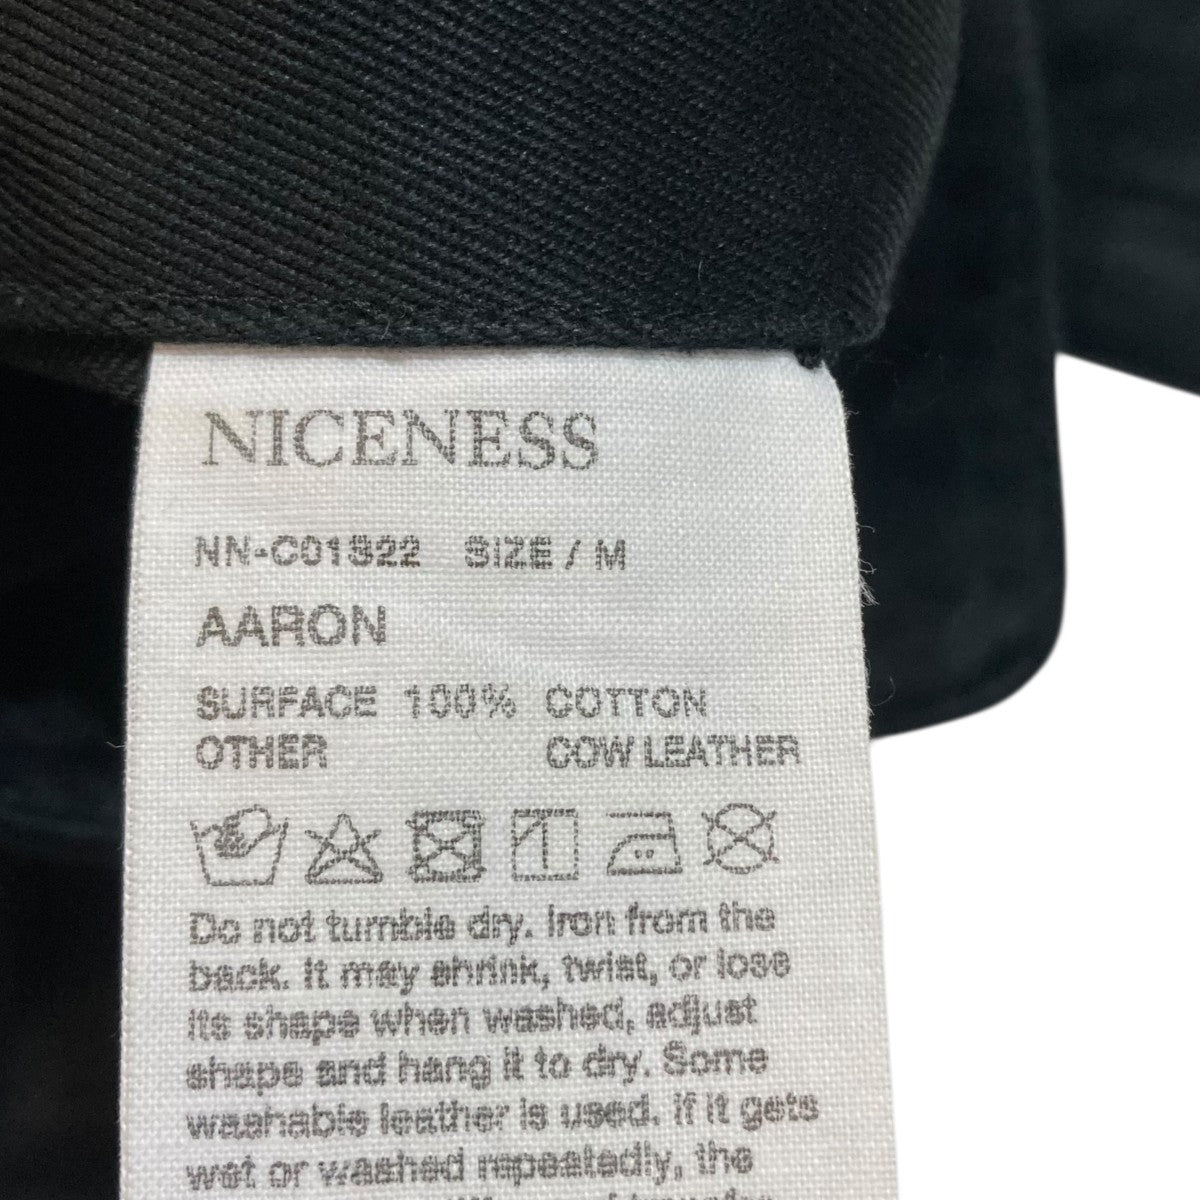 NICENESS
NN-C01S22 SIZE / M
AARON
SURFACE 100% COTTON
OTHER COW LEATHER
Do not tumble dry. Iron from the
back. It may shrink, twist, or lose
its shape when washed, adjust
shape and hang it to dry. Some
washable leather is used. If it gets
wet or washed repeatedly, the